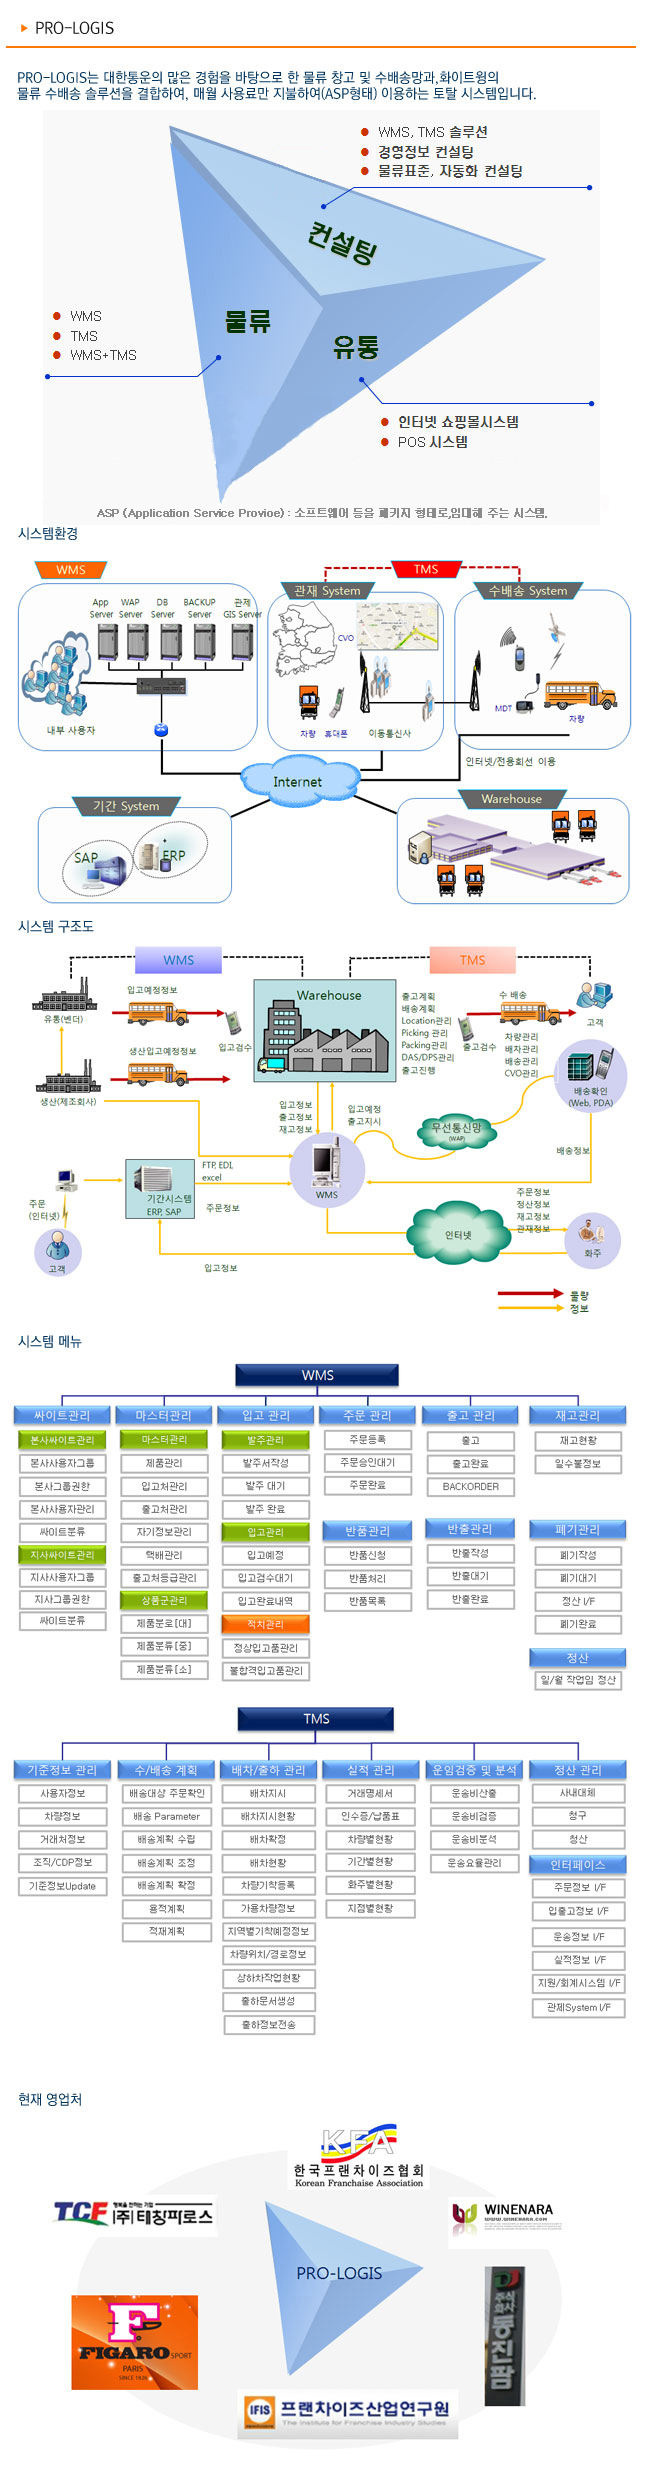 PRO-LOGIS
PRO-LOGIS는 대한통운의 많은 경험을 바탕으로 한 물류 창고 및 수배송망과,화이트윙의
물류 수배송 솔루션을 결합하여, 매월 사용료만 지불하여(ASP형태) 이용하는 토탈 시스템입니다.
WMS, TMS 솔루션
경영정보 컨설팅
물류표준, 자동화 컨설팅
컨설팅
물류
유통
WMS
TMS
WMS+TMS
인터넷 쇼핑몰시스템
POS 시스템
ASP (Application Service Provioe) : 소프트웨어 등을 패키지 형태로,임대해 주는 시스템.
시스템환경
WMS
TMS
관재 System
수배송 System
App Server
WAP Server
DB Server
BACKUP Server
관제 GIS Server
내부 사용자
CVO
차량
휴대폰
이동통신사
MDT
차량
인터넷/전용회선 이용
Internet
기간 System
SAP
+
ERP
Warehouse
시스템 구조도
WMS
TMS
유통(벤더)
입고예정정보
입고검수
생산입고예정정보
생산(제조회사)
Warehouse
출고계획
배송계획
Location관리
Picking 관리
Packing관리
DAS/DPS관리
출고진행
수 배송
출고검수
차량관리
배차관리
배송관리
CVO관리
고객
배송확인
(Web, PDA)
입고정보
출고정보
재고정보
입고예정
출고지시
무선통신망
(WAP)
배송정보
WMS
주문
(인터넷)
고객
기간시스템
ERP, SAP
FTP, EDI,
excel
주문정보
입고정보
인터넷
주문정보
정산정보
재고정보
관재정보
화주
물량
정보
시스템 메뉴
WMS
싸이트관리
본사싸이트관리
본사사용자그룹
본사그룹권한
본사사용자관리
싸이트분류
지사싸이트관리
지사사용자그룹
지사그룹권한
싸이트분류
마스터관리
마스터관리
제품관리
입고처관리
출고처관리
자기정보관리
택배관리
출고처등급관리
상품군관리
제품분로[대]
제품분류[중]
제품분류[소]
입고 관리
발주관리
발주서작성
발주 대기
발주 완료
입고관리
입고예정
입고검수대기
입고완료내역
적치관리
정상입고품관리
불합격입고품관리
주문 관리
주문등록
주문승인대기
주문완료
반품관리
반품신청
반품처리
반품목록
출고 관리
출고
출고완료
BACKORDER
반출관리
반출작성
반출대기
반출완료
재고관리
재고현황
일수불정보
폐기관리
폐기작성
폐기대기
정산 I/F
폐기완료
정산
일/월 작업임 정산
TMS
기준정보 관리
사용자정보
차량정보
거래처정보
조직/CDP정보
기준정보Update
수/배송 계획
배송대상 주문확인
배송 Parameter
배송계획 수립
배송계획 조정
배송계획 확정
용적계획
적재계획
배차/출하 관리
배차지시
배차지시현황
배차확정
배차현황
차량기착등록
가용차량정보
지역별기착예정정보
차량위치/경로정보
상하차작업현황
출하문서생성
출하정보전송
실적 관리
거래명세서
인수증/납품표
차량별현황
기간별현황
화주별현황
지점별현황
운임검증 및 분석
운송비산출
운송비검증
운송비분석
운송요율관리
정산 관리
사내대체
청구
청산
인터페이스
주문정보 I/F
입출고정보 I/F
운송정보 I/F
실적정보 I/F
지원/회계시스템 I/F
관제System I/F
현재 영업처
KFA
한국프랜차이즈협회
Korean Franchaise Association
TCF
행복을 전하는 기업
(주)태창파로스
WINENARA
WWW.WINENARA.COM
PRO-LOGIS
F
FIGARO SPORT
PARIS
SINCE 1826
주식회사
동진팜
IFIS
프랜차이즈산업연구원
The Institute for Franchise Industry Studies